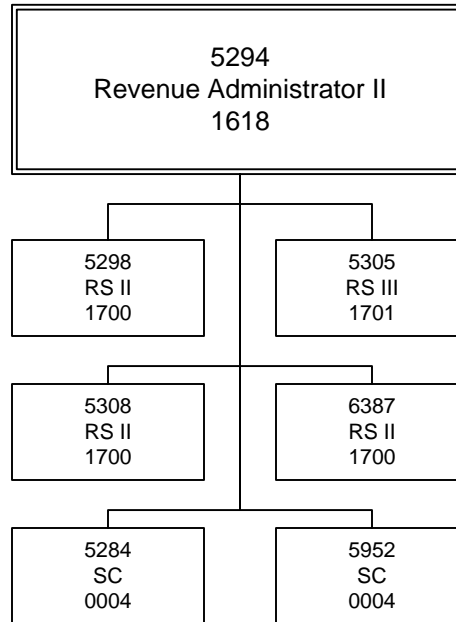 5294
Revenue Administrator II
1618
5298
RS II
1700
5305
RS III
1701
5308
RS II
1700
6387
RS II
1700
5284
SC
0004
5952
SC
0004